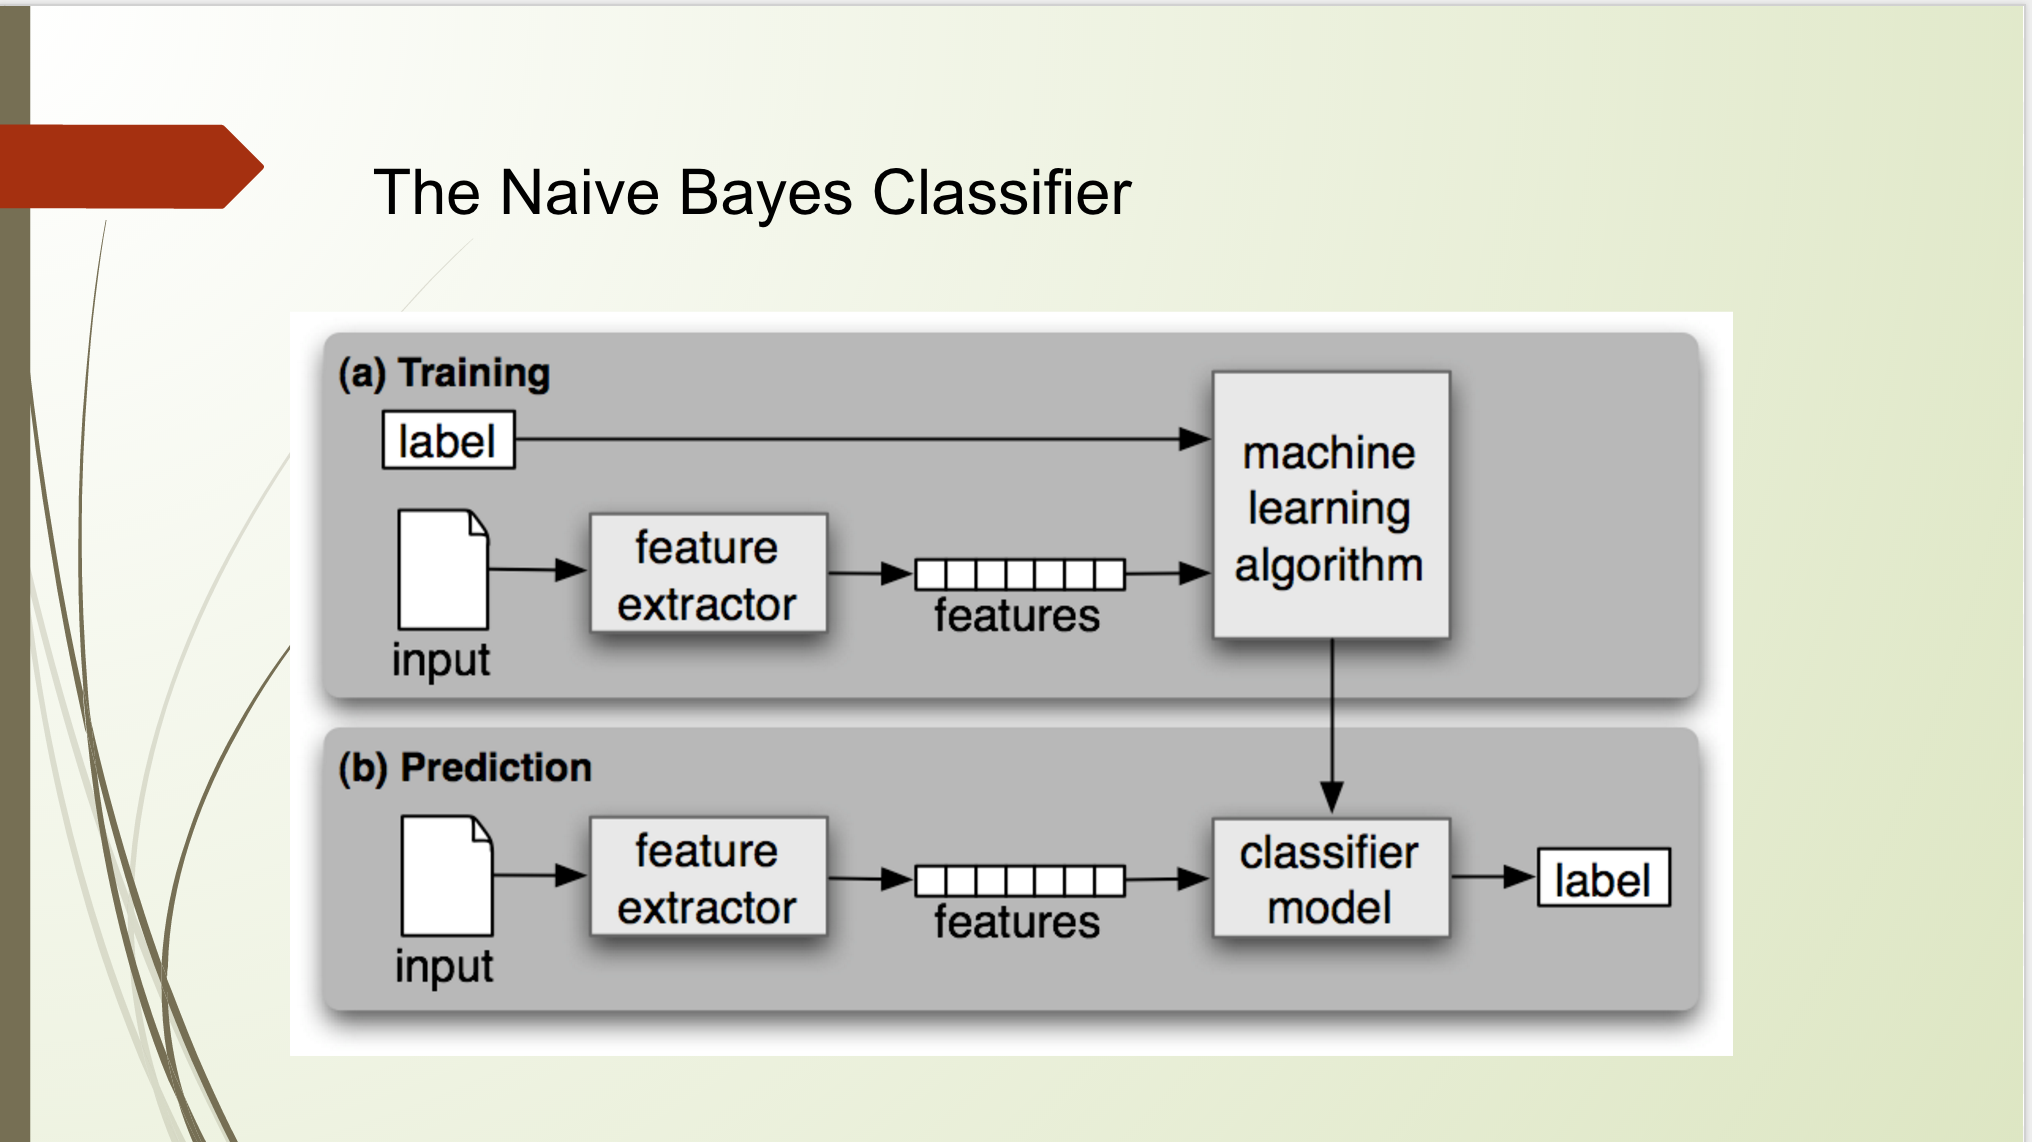 The Naive Bayes Classifier
(a) Training
label
machine
learning
algorithm
feature
extractor
features
input
(b) Prediction
feature
extractor
features
classifier
model
label
input